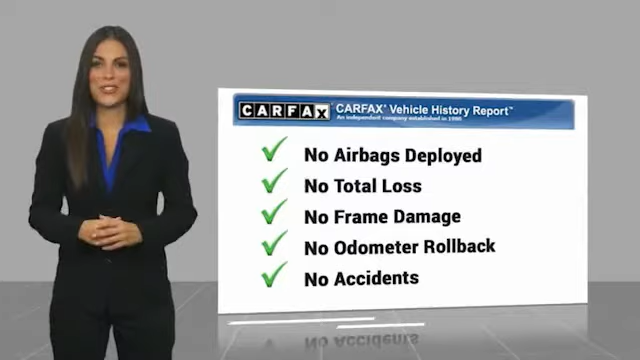 CARFAX CARFAX® Vehicle History Report™
An independent company established in 1986
No Airbags Deployed
No Total Loss
No Frame Damage
No Odometer Rollback
No Accidents